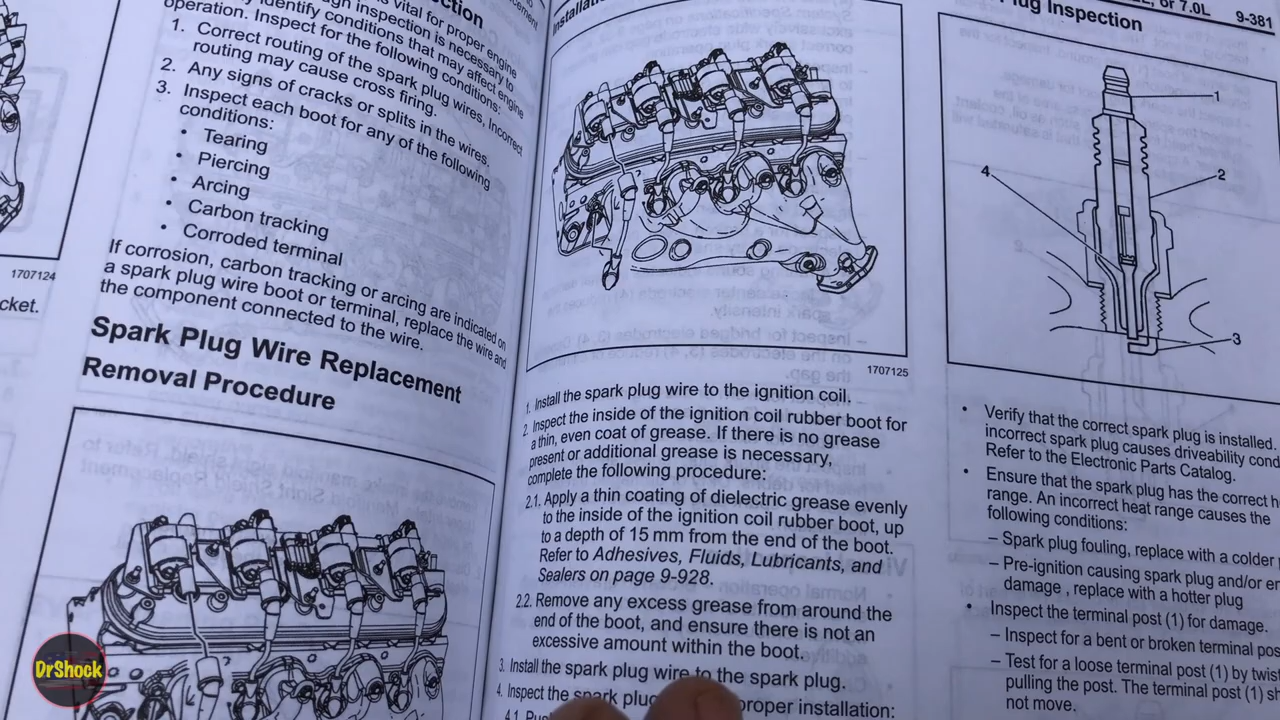 1707124
cket.
ction
is vital for proper engine
inspection is necessary to
identify conditions that may affect engine
operation. Inspect for the following conditions:
1. Correct routing of the spark plug wires, Incorrect
routing may cause cross firing.
2. Any signs of cracks or splits in the wires.
3. Inspect each boot for any of the following
conditions:
• Tearing
• Piercing
• Arcing
• Carbon tracking
• Corroded terminal
If corrosion, carbon tracking or arcing are indicated on
a spark plug wire boot or terminal, replace the wire and
the component connected to the wire.
Spark Plug Wire Replacement
Removal Procedure
DrShock
1707125
1. Install the spark plug wire to the ignition coil.
2. Inspect the inside of the ignition coil rubber boot for
a thin, even coat of grease. If there is no grease
present or additional grease is necessary,
complete the following procedure:
2.1. Apply a thin coating of dielectric grease evenly
to the inside of the ignition coil rubber boot, up
to a depth of 15 mm from the end of the boot.
Refer to Adhesives, Fluids, Lubricants, and
Sealers on page 9-928.
2.2. Remove any excess grease from around the
end of the boot, and ensure there is not an
excessive amount within the boot.
3. Install the spark plug wire to the spark plug.
4. Inspect the spark plug proper installation:
4.1.
or 7.0L 9-381
Plug Inspection
1
2
3
4
• Verify that the correct spark plug is installed.
incorrect spark plug causes driveability cond
Refer to the Electronic Parts Catalog.
• Ensure that the spark plug has the correct h
range. An incorrect heat range causes the
following conditions:
– Spark plug fouling, replace with a colder
– Pre-ignition causing spark plug and/or en
damage , replace with a hotter plug
• Inspect the terminal post (1) for damage.
– Inspect for a bent or broken terminal pos
– Test for a loose terminal post (1) by twist
pulling the post. The terminal post (1) sh
not move.